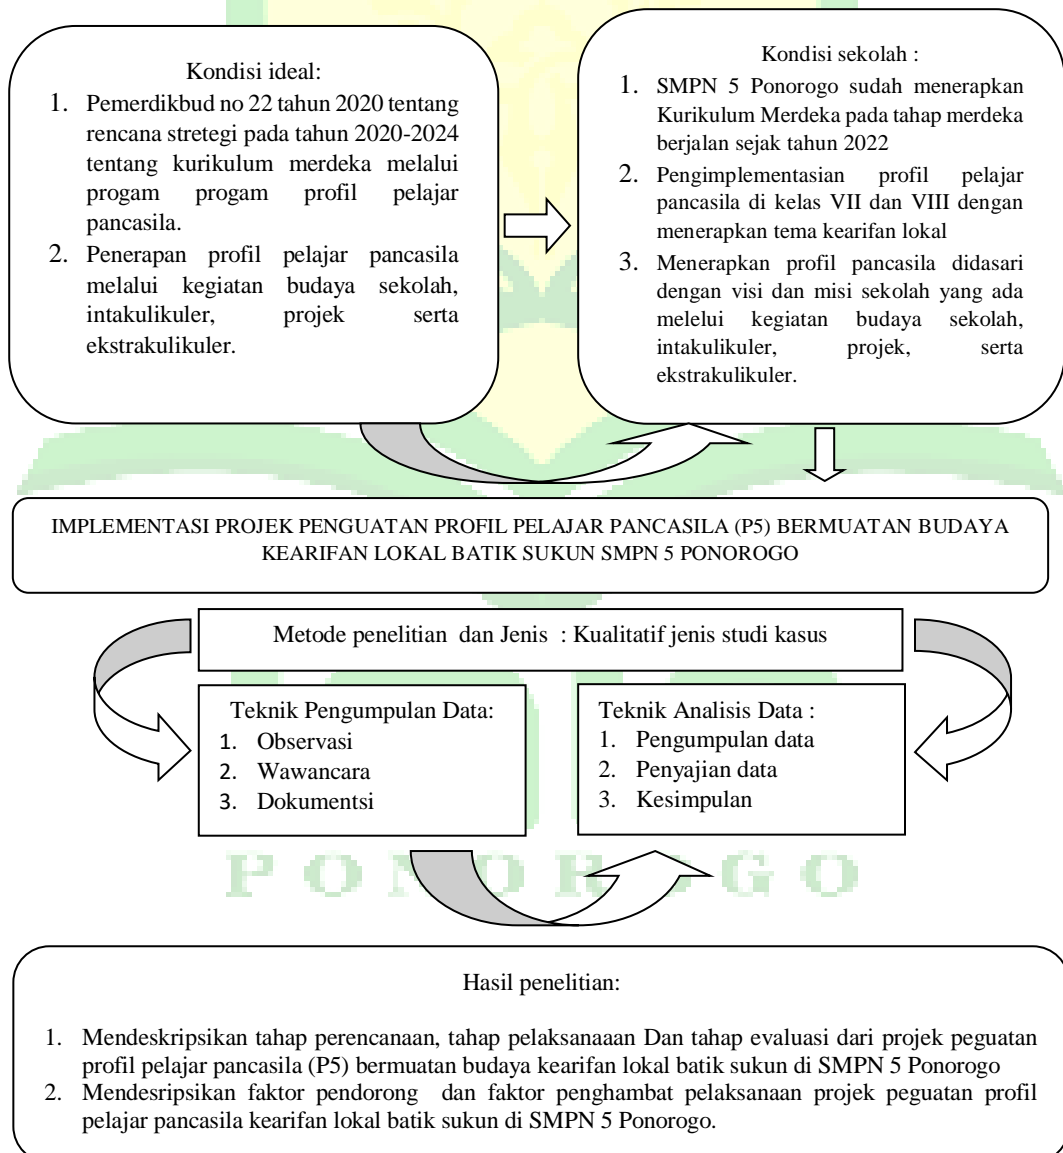 Kondisi ideal:
1. Pemerdikbud no 22 tahun 2020 tentang
rencana stretegi pada tahun 2020-2024
tentang kurikulum merdeka melalui
progam progam profil pelajar
pancasila.
2. Penerapan profil pelajar pancasila
melalui kegiatan budaya sekolah,
intakulikuler, projek serta
ekstrakulikuler.
Kondisi sekolah :
1. SMPN 5 Ponorogo sudah menerapkan
Kurikulum Merdeka pada tahap merdeka
berjalan sejak tahun 2022
2. Pengimplementasian profil pelajar
pancasila di kelas VII dan VIII dengan
menerapkan tema kearifan lokal
3. Menerapkan profil pancasila didasari
dengan visi dan misi sekolah yang ada
melelui kegiatan budaya sekolah,
intakulikuler, projek, serta
ekstrakulikuler.
IMPLEMENTASI PROJEK PENGUATAN PROFIL PELAJAR PANCASILA (P5) BERMUATAN BUDAYA
KEARIFAN LOKAL BATIK SUKUN SMPN 5 PONOROGO
Metode penelitian dan Jenis : Kualitatif jenis studi kasus
Teknik Pengumpulan Data:
1. Observasi
2. Wawancara
3. Dokumentsi
Teknik Analisis Data :
1. Pengumpulan data
2. Penyajian data
3. Kesimpulan
PONOROGO
Hasil penelitian:
1. Mendeskripsikan tahap perencanaan, tahap pelaksanaaan Dan tahap evaluasi dari projek peguatan
profil pelajar pancasila (P5) bermuatan budaya kearifan lokal batik sukun di SMPN 5 Ponorogo
2. Mendesripsikan faktor pendorong dan faktor penghambat pelaksanaan projek peguatan profil
pelajar pancasila kearifan lokal batik sukun di SMPN 5 Ponorogo.